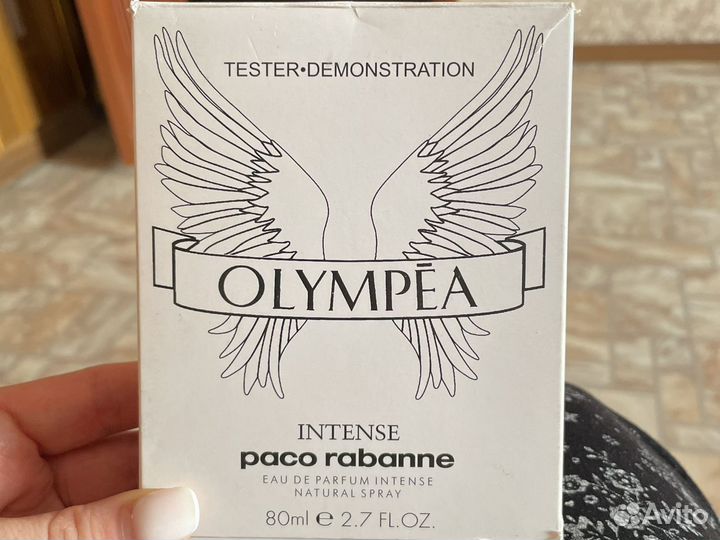 TESTER•DEMONSTRATION
OLYMPĒA
INTENSE
paco rabanne
EAU DE PARFUM INTENSE
NATURAL SPRAY
80ml e 2.7 FL.OZ.
Avito